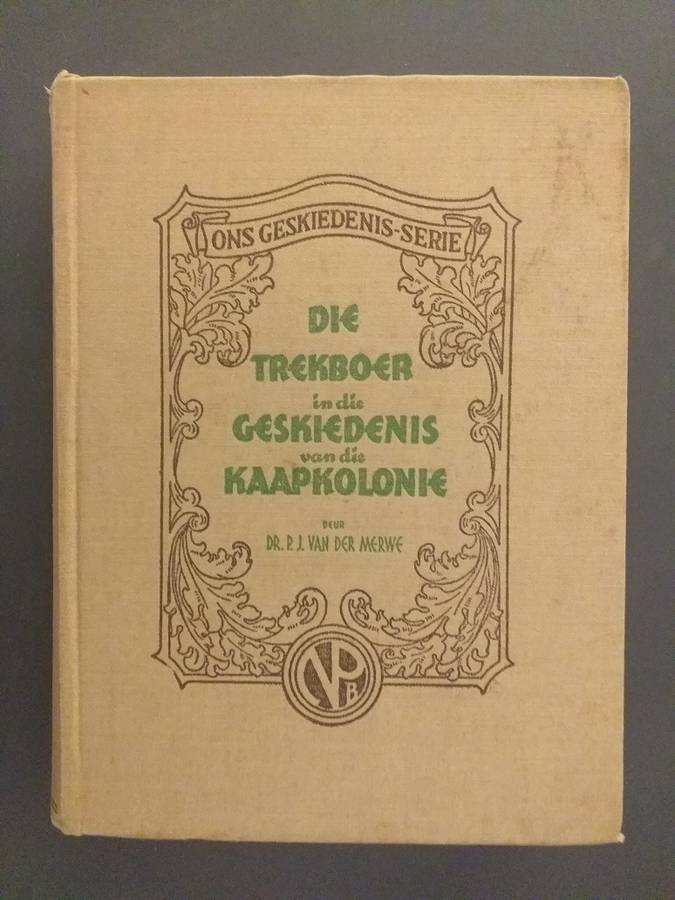 ONS GESKIEDENIS-SERIE
DIE
TREKBOER
in die
GESKIEDENIS
van die
KAAPKOLONIE
DEUR
DR. P. J. VAN DER MERWE
NPB